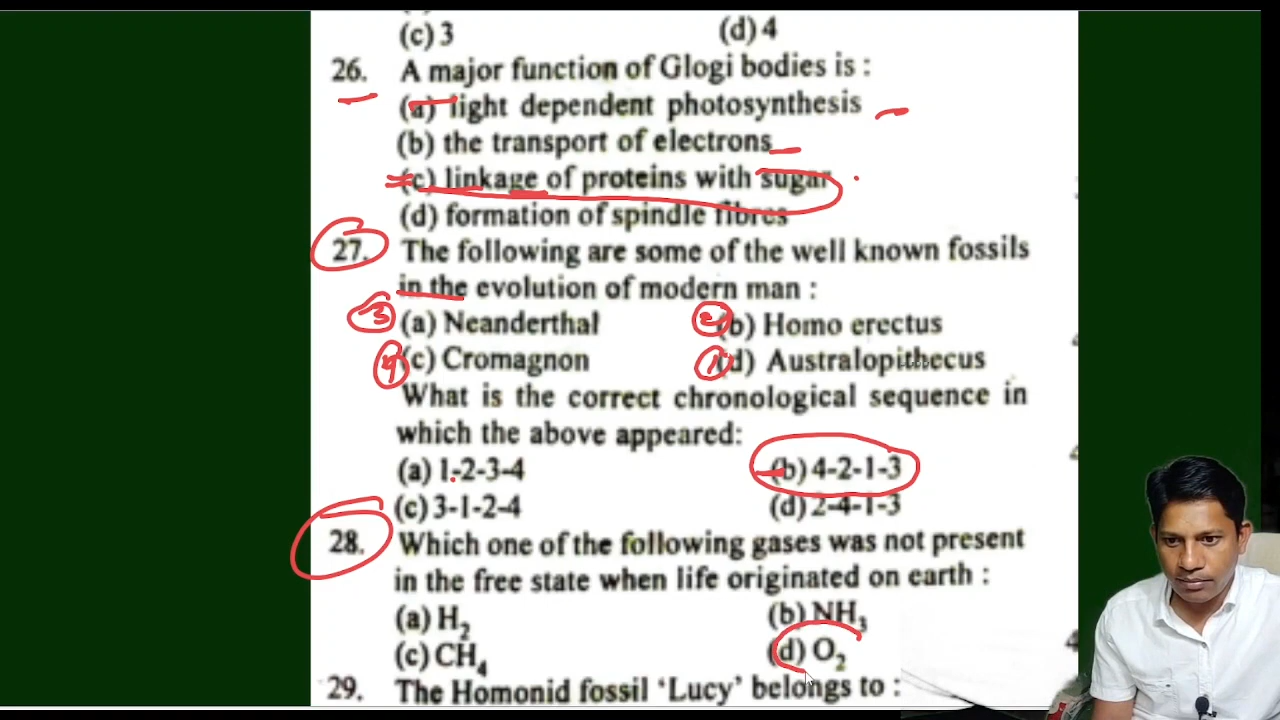 (c) 3 (d) 4
26. A major function of Glogi bodies is :
(a) light dependent photosynthesis
(b) the transport of electrons
(c) linkage of proteins with sugar
(d) formation of spindle fibres
27. The following are some of the well known fossils
in the evolution of modern man :
3 (a) Neanderthal 2 (b) Homo erectus
4 (c) Cromagnon 1 (d) Australopithecus
What is the correct chronological sequence in
which the above appeared:
(a) 1-2-3-4 (b) 4-2-1-3
(c) 3-1-2-4 (d) 2-4-1-3
28. Which one of the following gases was not present
in the free state when life originated on earth :
(a) H₂ (b) NH₃
(c) CH₄ (d) O₂
29. The Homonid fossil ‘Lucy’ belongs to :